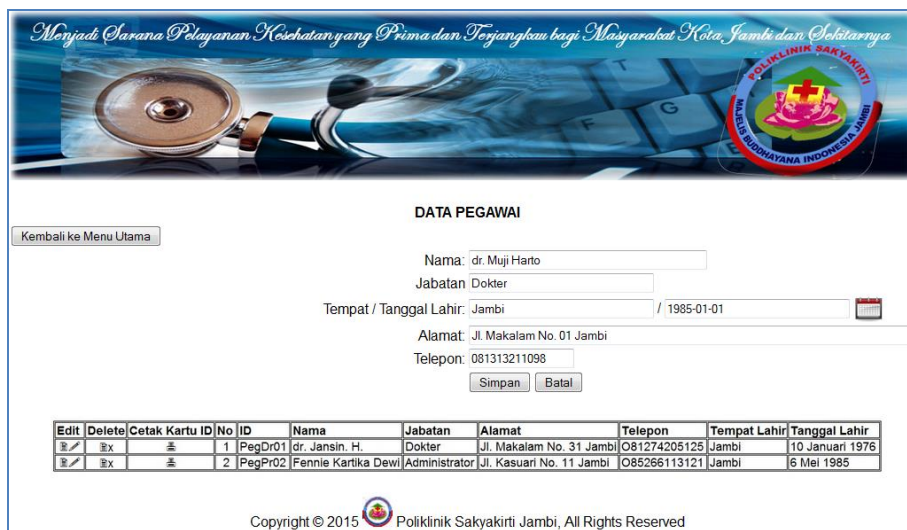 Menjadi Sarana Pelayanan Kesehatan yang Prima dan Terjangkau bagi Masyarakat Kota Jambi dan Sekitarnya
POLIKLINIK SAKYAKIRTI
MAJELIS BUDDHAYANA INDONESIA JAMBI
DATA PEGAWAI
Kembali ke Menu Utama
Nama: dr. Muji Harto
Jabatan Dokter
Tempat / Tanggal Lahir: Jambi / 1985-01-01
Alamat: Jl. Makalam No. 01 Jambi
Telepon: 081313211098
Simpan Batal
Edit Delete Cetak Kartu ID No ID Nama Jabatan Alamat Telepon Tempat Lahir Tanggal Lahir
1 PegDr01 dr. Jansin. H. Dokter Jl. Makalam No. 31 Jambi O81274205125 Jambi 10 Januari 1976
2 PegPr02 Fennie Kartika Dewi Administrator Jl. Kasuari No. 11 Jambi O85266113121 Jambi 6 Mei 1985
Copyright © 2015 Poliklinik Sakyakirti Jambi, All Rights Reserved